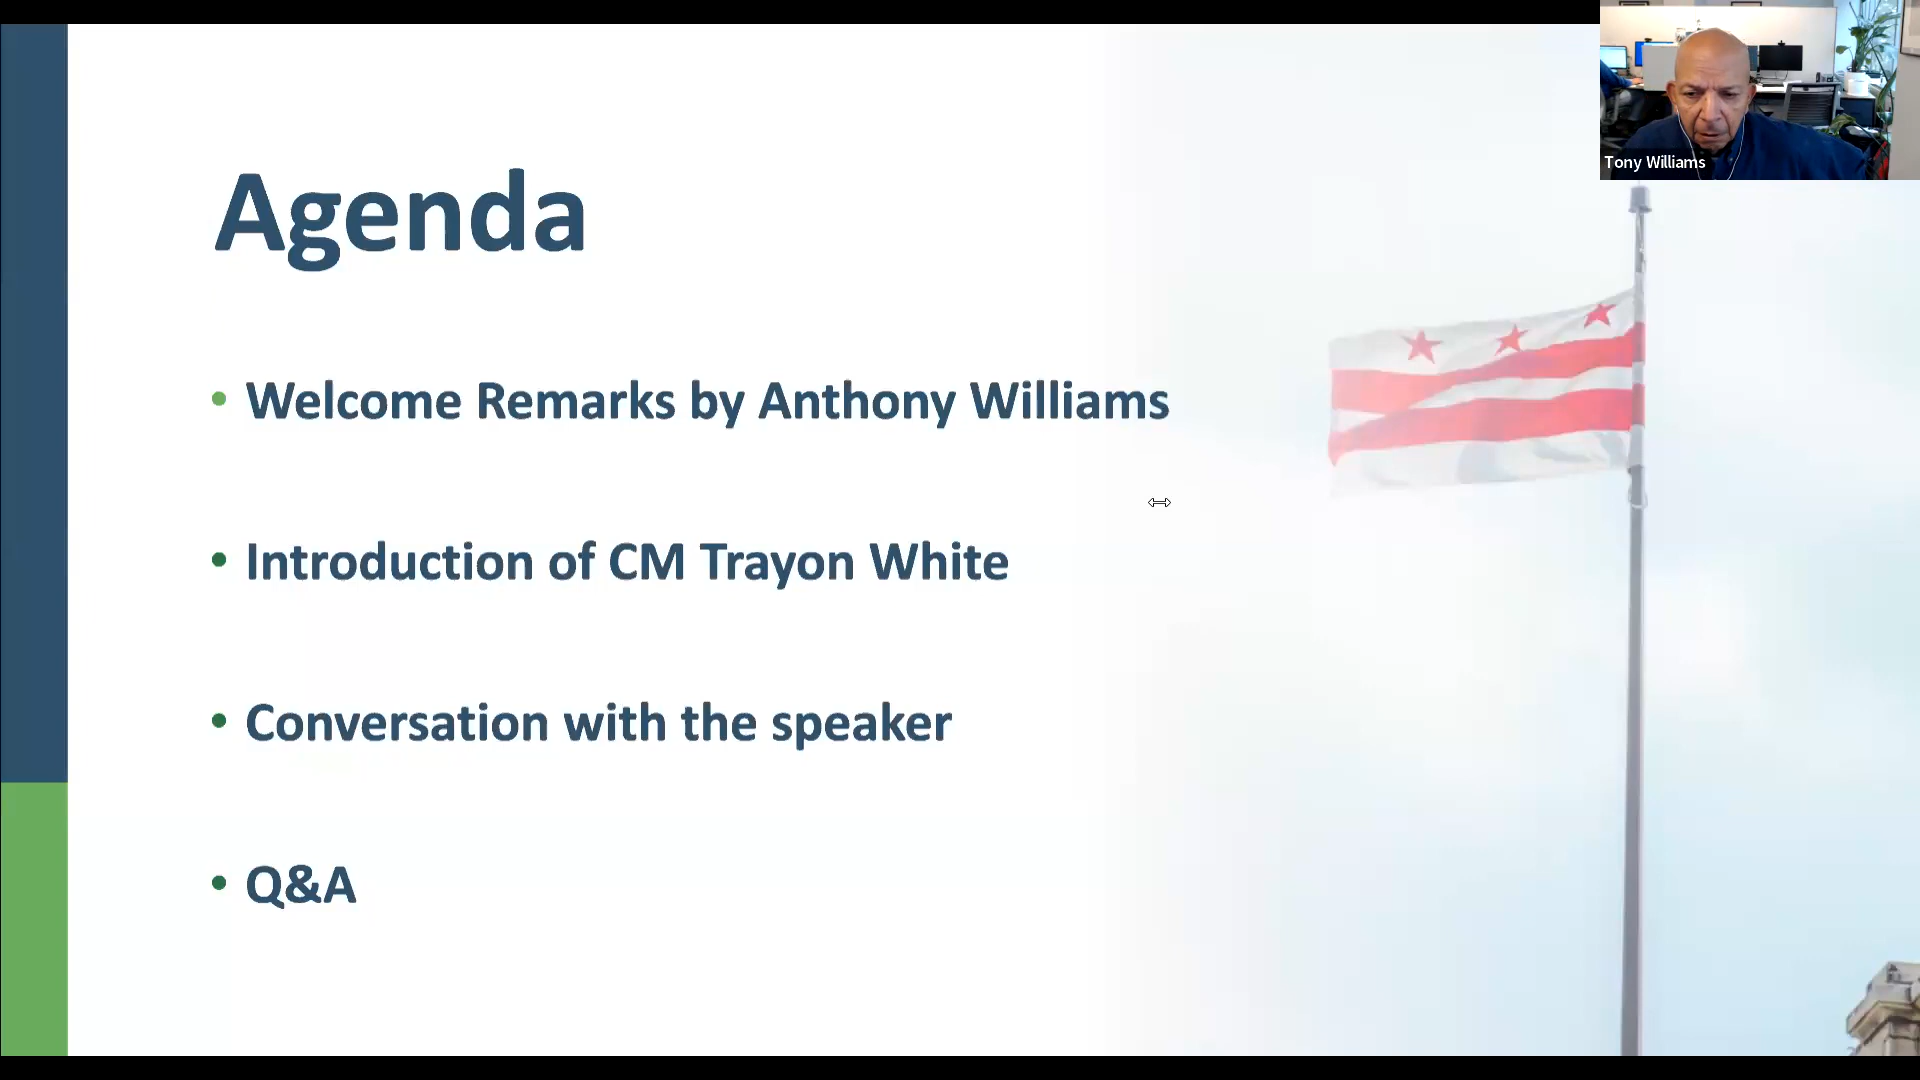 Tony Williams
Agenda
• Welcome Remarks by Anthony Williams
• Introduction of CM Trayon White
• Conversation with the speaker
• Q&A